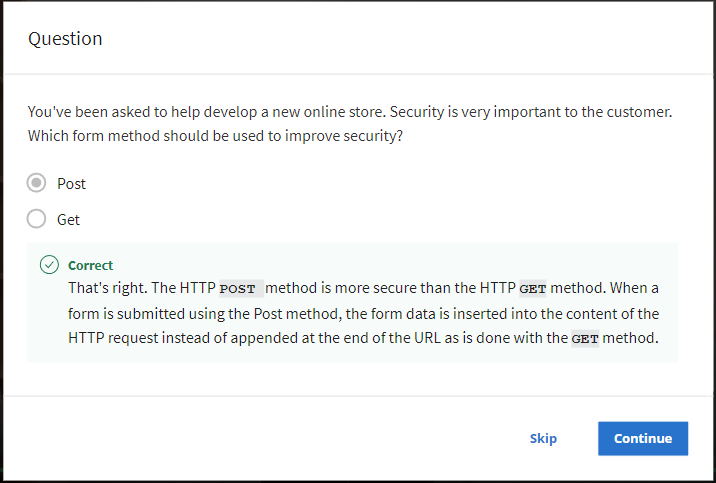 Question
You've been asked to help develop a new online store. Security is very important to the customer.
Which form method should be used to improve security?
Post
Get
Correct
That's right. The HTTP POST method is more secure than the HTTP GET method. When a
form is submitted using the Post method, the form data is inserted into the content of the
HTTP request instead of appended at the end of the URL as is done with the GET method.
Skip
Continue